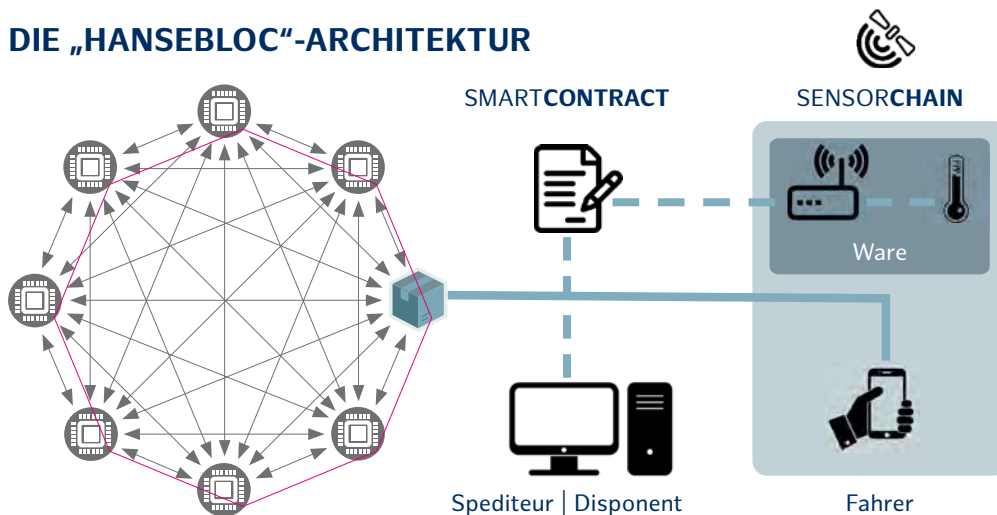 DIE „HANSEBLOC“-ARCHITEKTUR
SMARTCONTRACT
SENSORCHAIN
Ware
Spediteur | Disponent
Fahrer